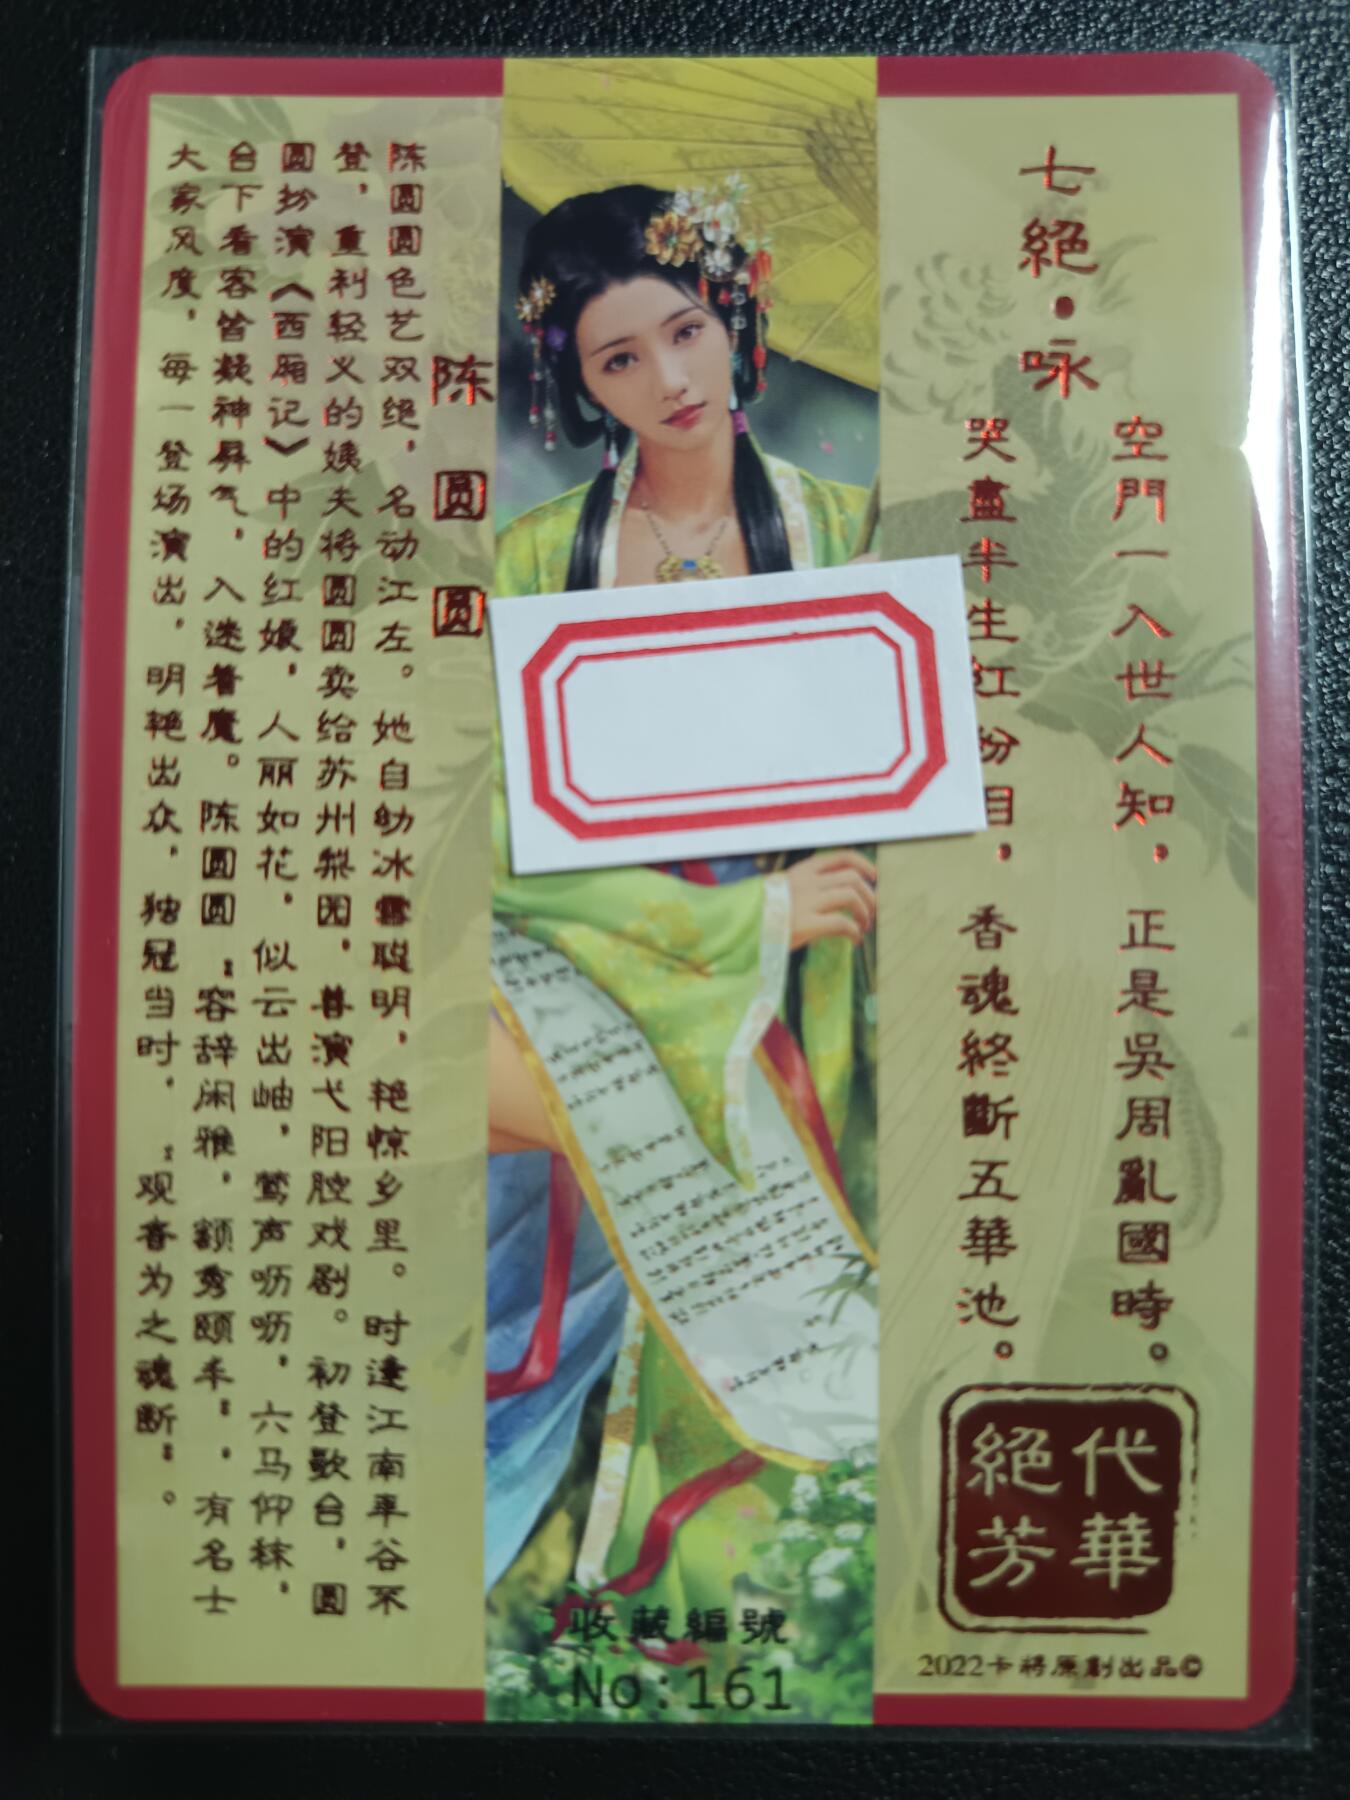 七絕·咏
空門一入世人知，正是吳周亂國時。
哭盡半生紅粉目，香魂終斷五華池。
代華
絕芳
2022卡將原創出品©
陈圆圆
陈圆圆色艺双绝，名动江左。她自幼冰雪聪明，艳惊乡里。时逢江南年谷不
登，重利轻义的姨夫将圆圆卖给苏州梨园，善演弋阳腔戏剧。初登歌台，圆
圆扮演《西厢记》中的红娘，人丽如花，似云出岫，莺声呖呖，六马仰秣，
台下看客皆凝神屏气，入迷着魔。陈圆圆：容辞闲雅，额秀颐丰：，有名士
大家风度，每一登场演出，明艳出众，独冠当时，：观者为之魂断：。
收藏編號
No:161